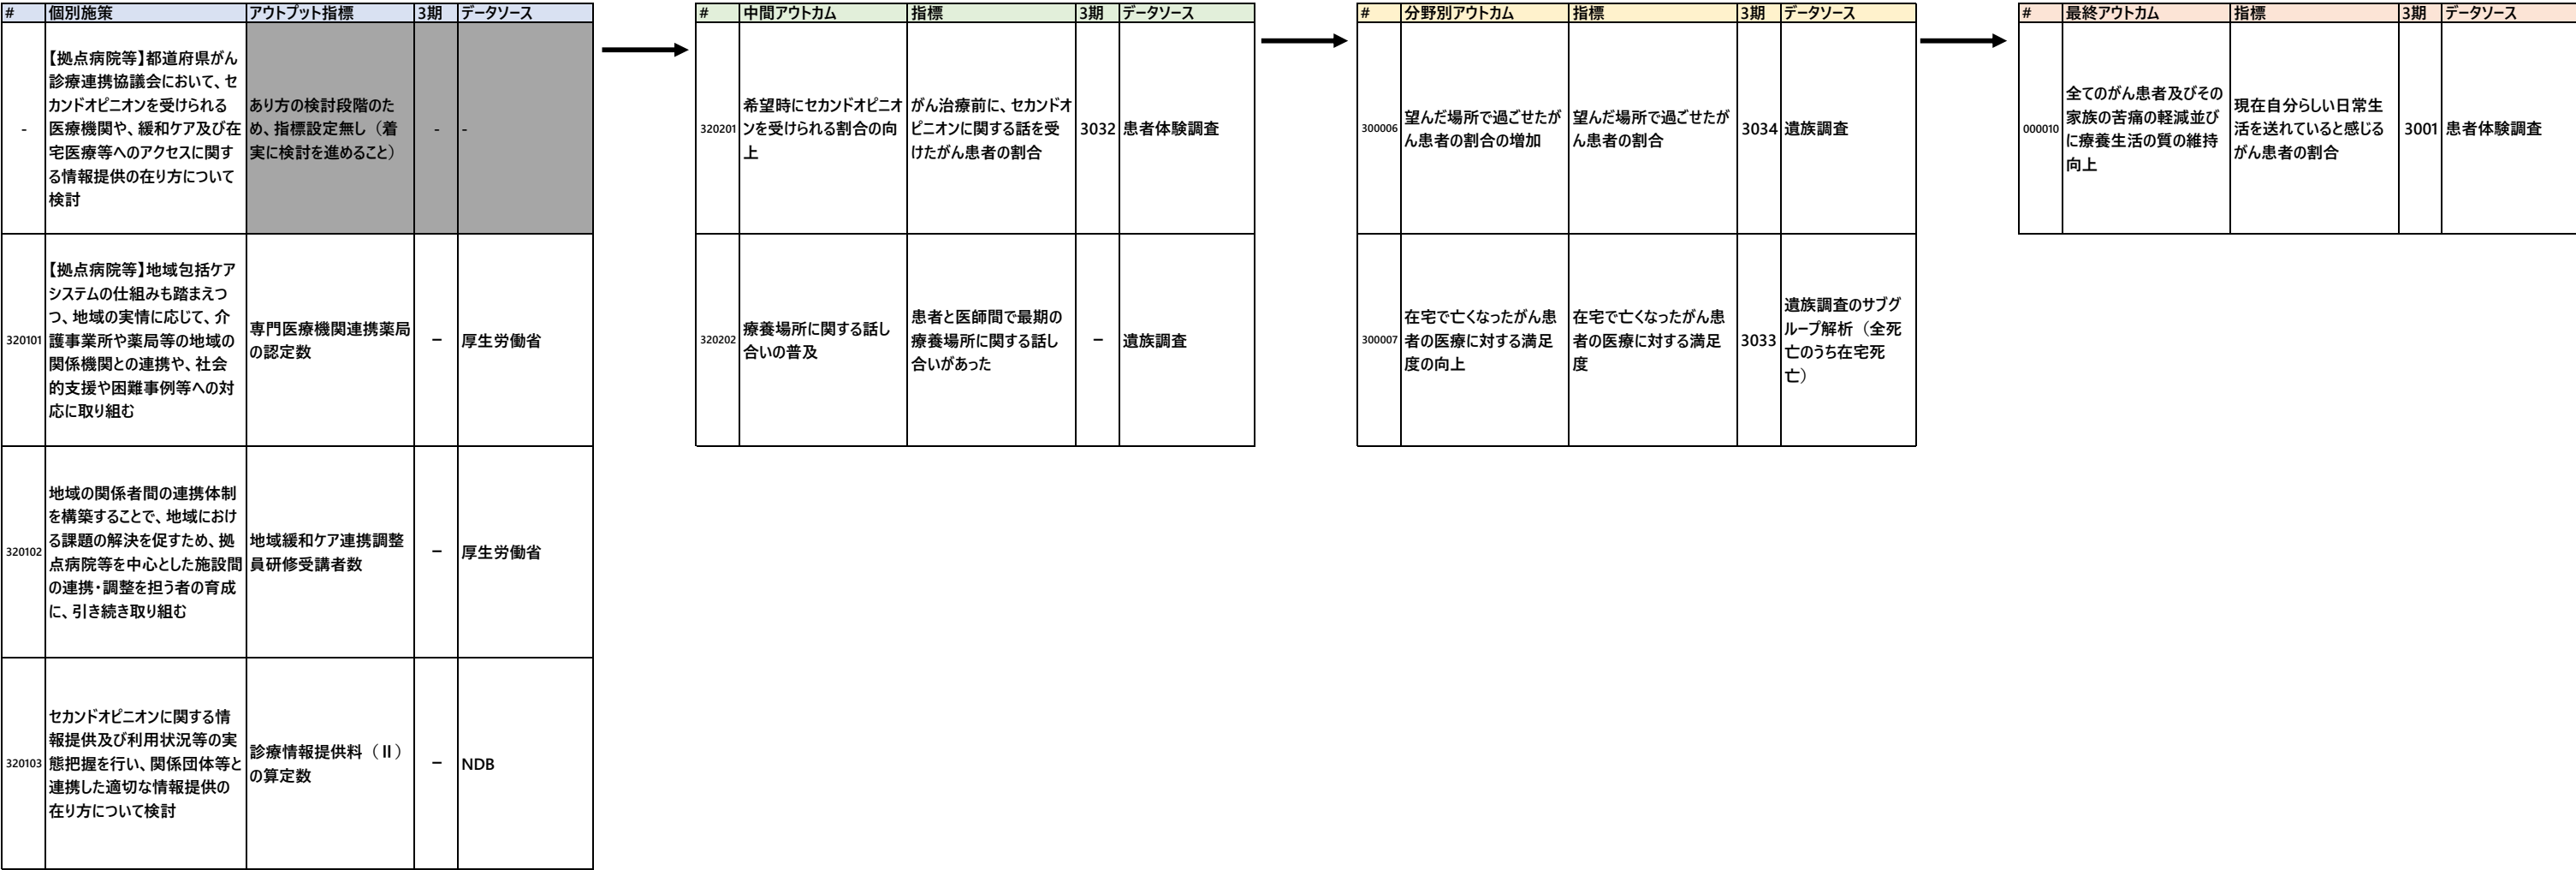 # 個別施策 アウトプット指標 3期 データソース
-
【拠点病院等】都道府県がん
診療連携協議会において、セ
カンドオピニオンを受けられる
医療機関や、緩和ケア及び在
宅医療等へのアクセスに関す
る情報提供の在り方について
検討
あり方の検討段階のた
め、指標設定無し（着
実に検討を進めること）
-
-
320101
【拠点病院等】地域包括ケア
システムの仕組みも踏まえつ
つ、地域の実情に応じて、介
護事業所や薬局等の地域の
関係機関との連携や、社会
的支援や困難事例等への対
応に取り組む
専門医療機関連携薬局
の認定数
－
厚生労働省
320102
地域の関係者間の連携体制
を構築することで、地域におけ
る課題の解決を促すため、拠
点病院等を中心とした施設間
の連携・調整を担う者の育成
に、引き続き取り組む
地域緩和ケア連携調整
員研修受講者数
－
厚生労働省
320103
セカンドオピニオンに関する情
報提供及び利用状況等の実
態把握を行い、関係団体等と
連携した適切な情報提供の
在り方について検討
診療情報提供料（Ⅱ）
の算定数
－
NDB
# 中間アウトカム 指標 3期 データソース
320201
希望時にセカンドオピニオ
ンを受けられる割合の向
上
がん治療前に、セカンドオ
ピニオンに関する話を受
けたがん患者の割合
3032
患者体験調査
320202
療養場所に関する話し
合いの普及
患者と医師間で最期の
療養場所に関する話し
合いがあった
－
遺族調査
# 分野別アウトカム 指標 3期 データソース
300006
望んだ場所で過ごせたが
ん患者の割合の増加
望んだ場所で過ごせたが
ん患者の割合
3034
遺族調査
300007
在宅で亡くなったがん患
者の医療に対する満足
度の向上
在宅で亡くなったがん患
者の医療に対する満足
度
3033
遺族調査のサブグ
ループ解析（全死
亡のうち在宅死
亡）
# 最終アウトカム 指標 3期 データソース
000010
全てのがん患者及びその
家族の苦痛の軽減並び
に療養生活の質の維持
向上
現在自分らしい日常生
活を送れていると感じる
がん患者の割合
3001
患者体験調査